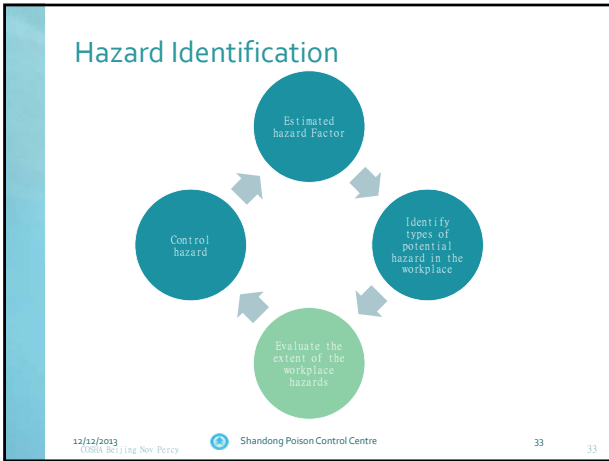 Hazard Identification
Estimated
hazard Factor
Identify
types of
potential
hazard in the
workplace
Evaluate the
extent of the
workplace
hazards
Control
hazard
12/12/2013
COSHA Beijing Nov Percy
Shandong Poison Control Centre
33
33